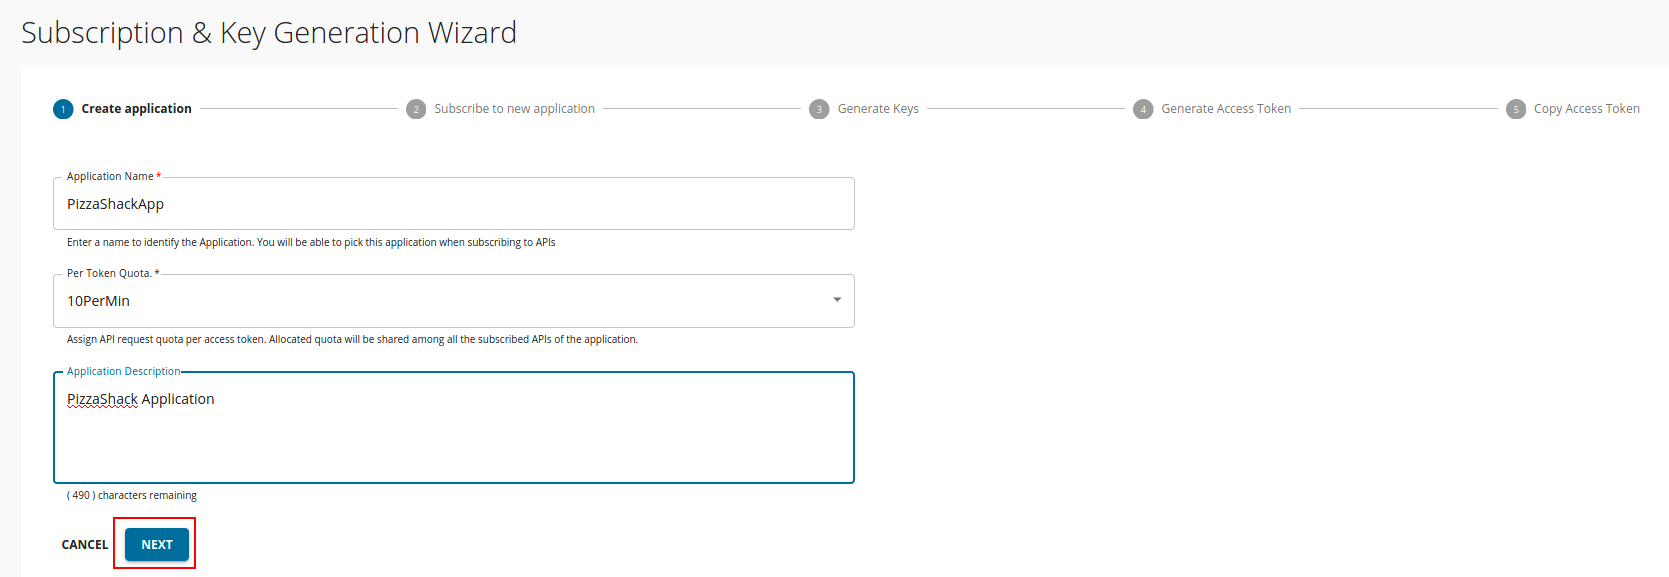 Subscription & Key Generation Wizard
1 Create application 2 Subscribe to new application 3 Generate Keys 4 Generate Access Token 5 Copy Access Token
Application Name *
PizzaShackApp
Enter a name to identify the Application. You will be able to pick this application when subscribing to APIs
Per Token Quota. *
10PerMin
Assign API request quota per access token. Allocated quota will be shared among all the subscribed APIs of the application.
Application Description
PizzaShack Application
( 490 ) characters remaining
CANCEL NEXT